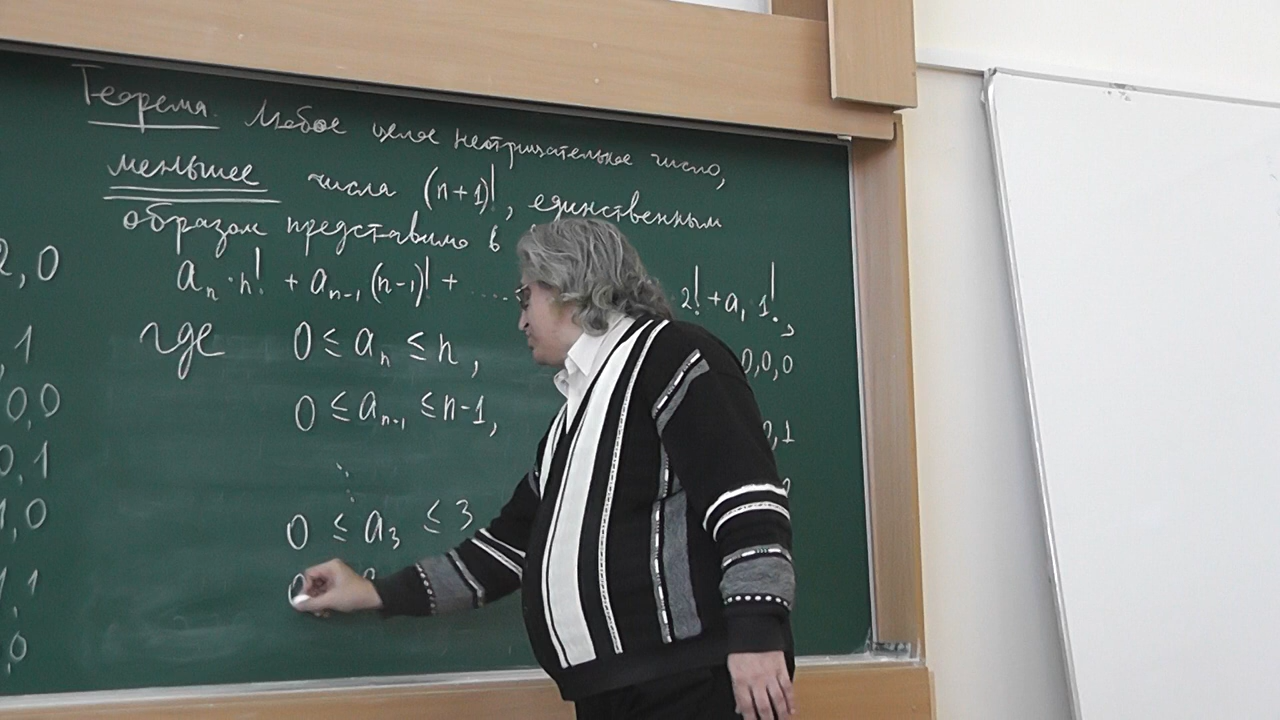 Теорема. Любое целое неотрицательное число,
меньшее числа (n+1)!, единственным
образом представимо в
aₙ·n! + aₙ₋₁(n-1)! + ..... 2! + a₁ 1!,
где 0 ≤ aₙ ≤ n,
0 ≤ aₙ₋₁ ≤ n-1,
⋮
0 ≤ a₃ ≤ 3
0
2,0
,1
0,0
0,1
1,0
1,1
,0
0,0,0
0,1